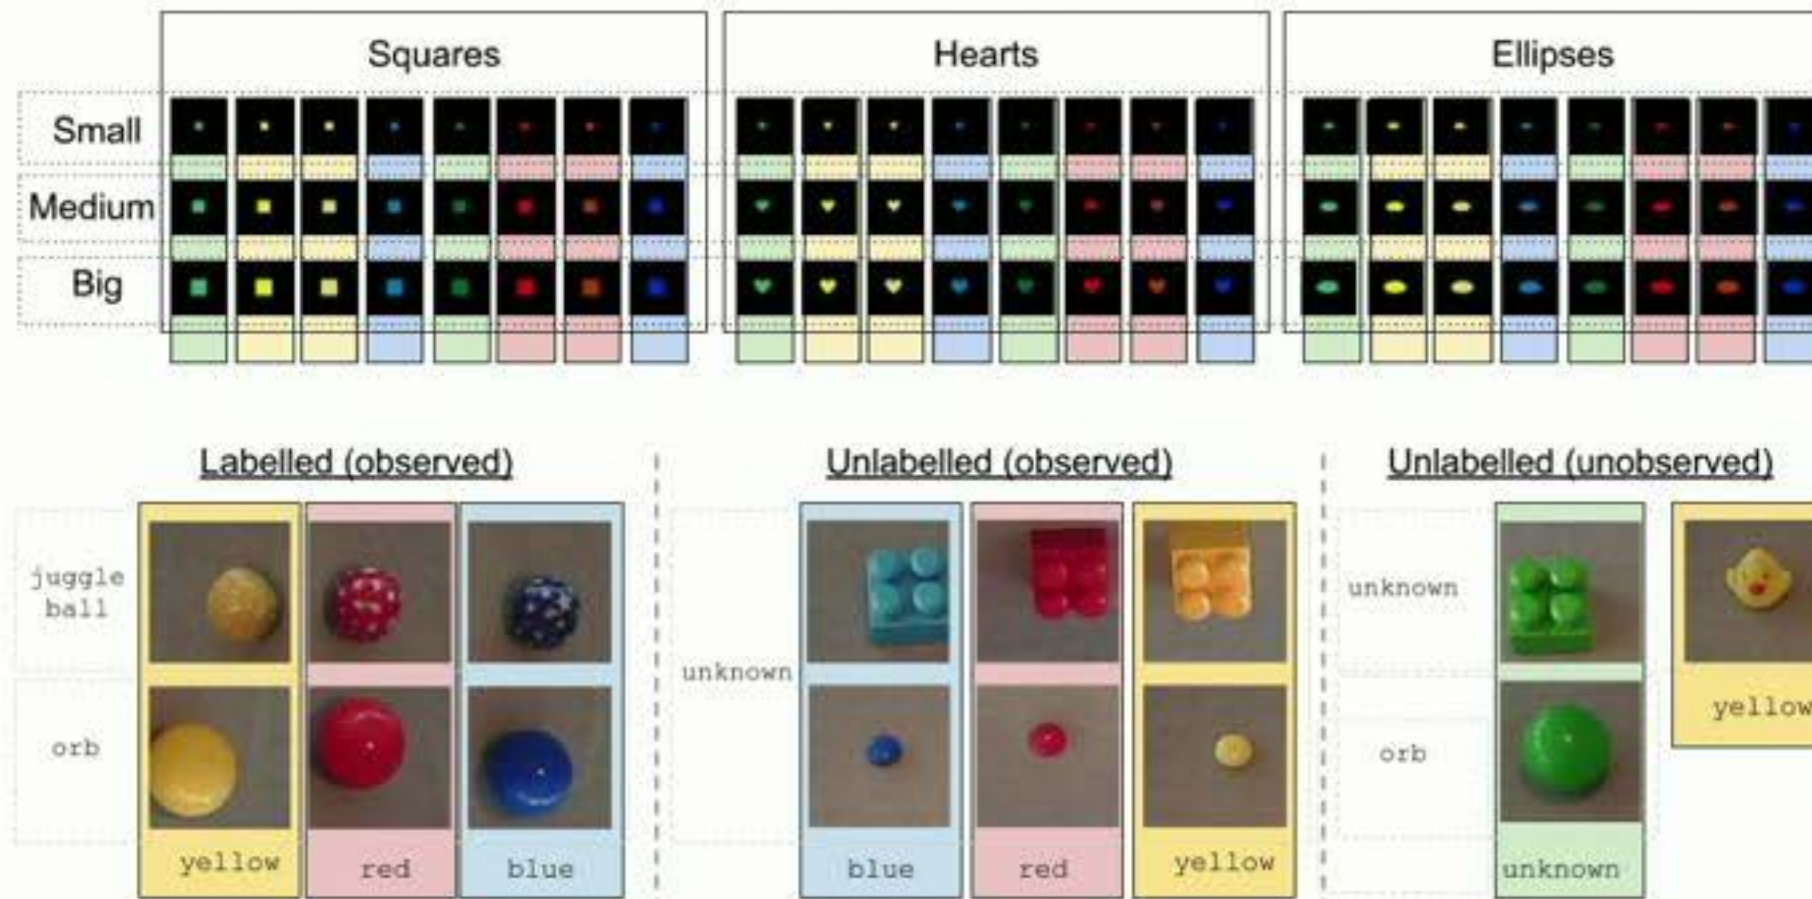 Squares
Hearts
Ellipses
Small
Medium
Big
Labelled (observed)
Unlabelled (observed)
Unlabelled (unobserved)
juggle
ball
orb
yellow
red
blue
unknown
blue
red
yellow
unknown
orb
unknown
yellow